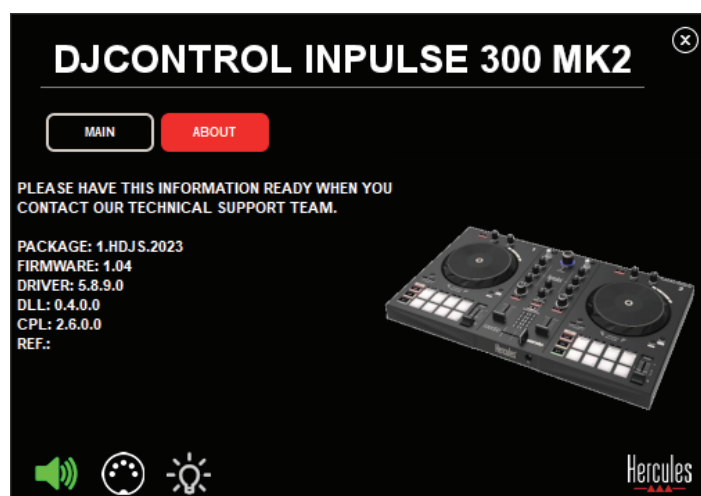 DJCONTROL INPULSE 300 MK2
MAIN
ABOUT
PLEASE HAVE THIS INFORMATION READY WHEN YOU
CONTACT OUR TECHNICAL SUPPORT TEAM.
PACKAGE: 1.HDJS.2023
FIRMWARE: 1.04
DRIVER: 5.8.9.0
DLL: 0.4.0.0
CPL: 2.6.0.0
REF.:
Hercules
Hercules